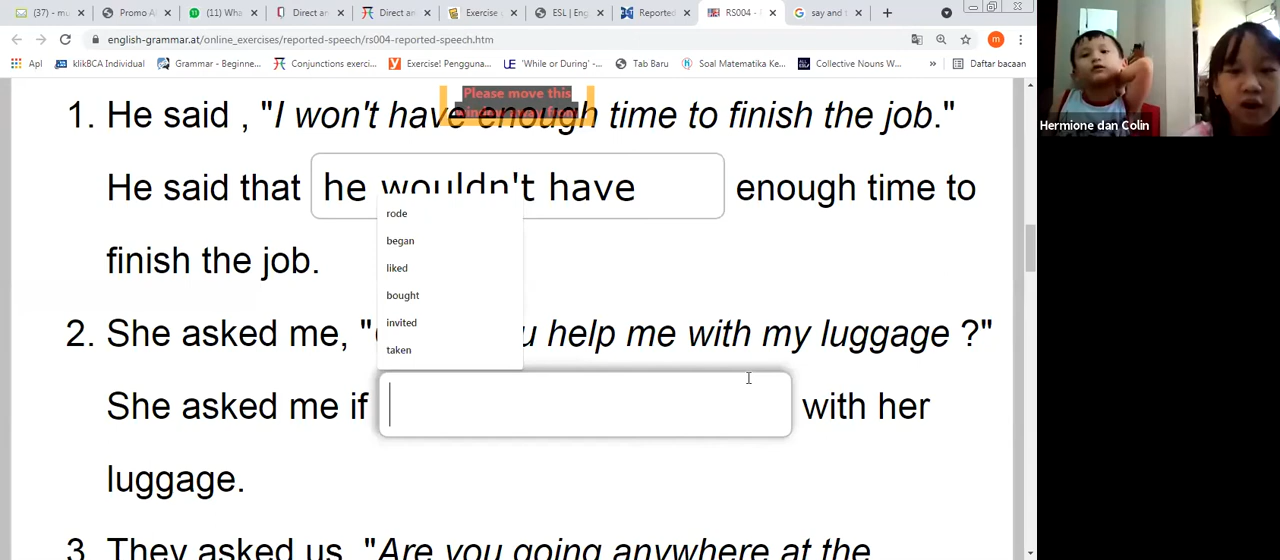 (37) - mu
Promo Aj
(11) Wha
Direct an
Direct an
Exercise
ESL | Eng
Reported
RS004 -
say and t
english-grammar.at/online_exercises/reported-speech/rs004-reported-speech.htm
Apl
klikBCA Individual
Grammar - Beginne...
Conjunctions exerci...
Exercise! Pengguna...
'While or During' -...
Tab Baru
Soal Matematika Ke...
Collective Nouns W...
»
Daftar bacaan
Please move this
1. He said , "I won't have enough time to finish the job."
He said that he wouldn't have enough time to
finish the job.
rode
began
liked
bought
invited
taken
2. She asked me, " help me with my luggage ?"
She asked me if with her
luggage.
3. They asked us, "Are you going anywhere at the
Hermione dan Colin